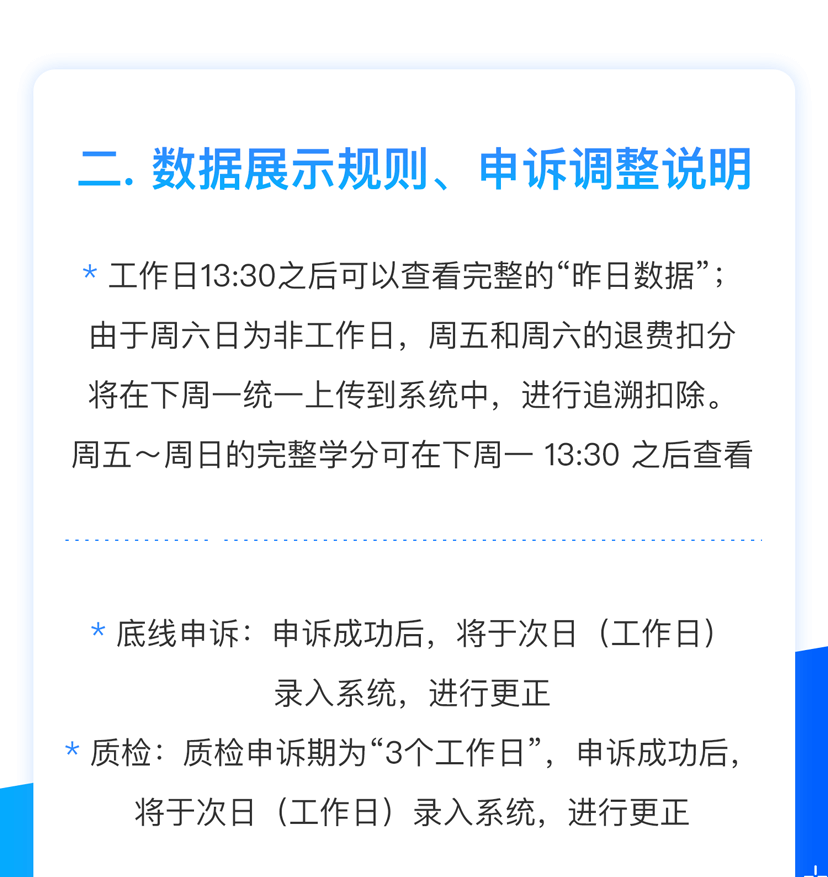 二. 数据展示规则、申诉调整说明
* 工作日13:30之后可以查看完整的“昨日数据”；
由于周六日为非工作日，周五和周六的退费扣分
将在下周一统一上传到系统中，进行追溯扣除。
周五～周日的完整学分可在下周一 13:30 之后查看
* 底线申诉：申诉成功后，将于次日（工作日）
录入系统，进行更正
* 质检：质检申诉期为“3个工作日”，申诉成功后，
将于次日（工作日）录入系统，进行更正